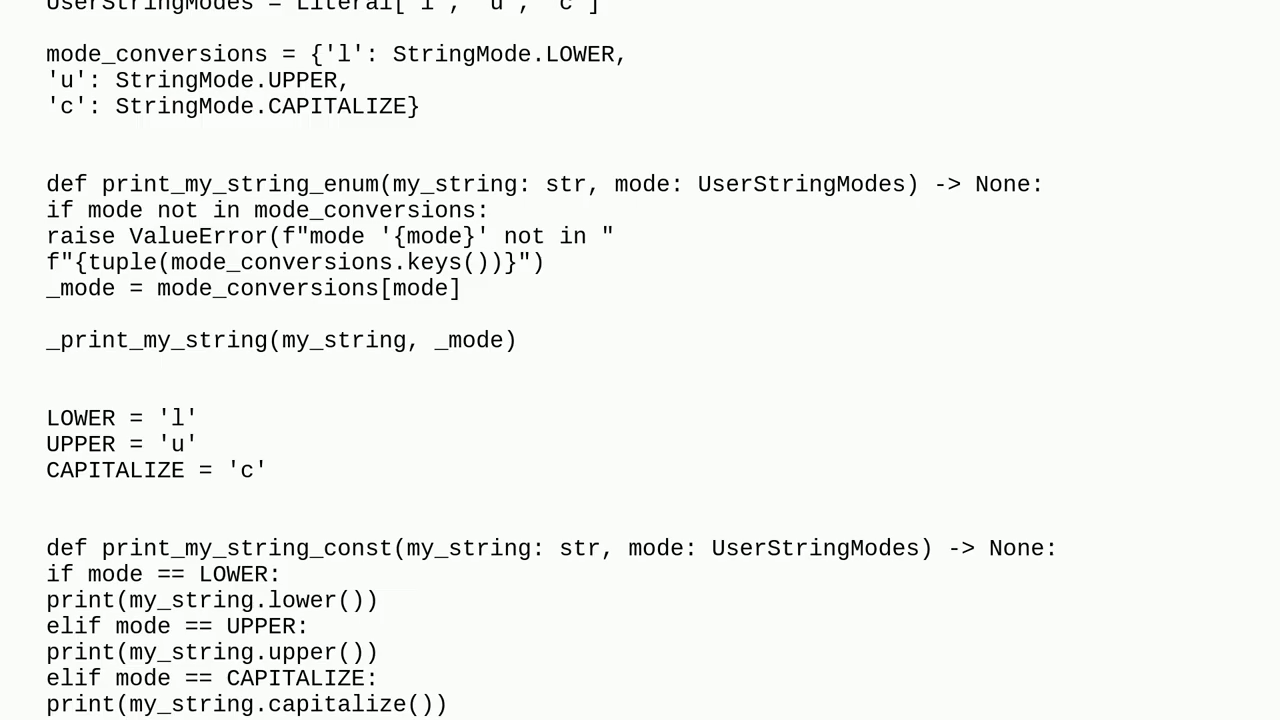 UserStringModes = Literal['l', 'u', 'c']
mode_conversions = {'l': StringMode.LOWER,
'u': StringMode.UPPER,
'c': StringMode.CAPITALIZE}
def print_my_string_enum(my_string: str, mode: UserStringModes) -> None:
if mode not in mode_conversions:
raise ValueError(f"mode '{mode}' not in "
f"{tuple(mode_conversions.keys())}")
_mode = mode_conversions[mode]
_print_my_string(my_string, _mode)
LOWER = 'l'
UPPER = 'u'
CAPITALIZE = 'c'
def print_my_string_const(my_string: str, mode: UserStringModes) -> None:
if mode == LOWER:
print(my_string.lower())
elif mode == UPPER:
print(my_string.upper())
elif mode == CAPITALIZE:
print(my_string.capitalize())